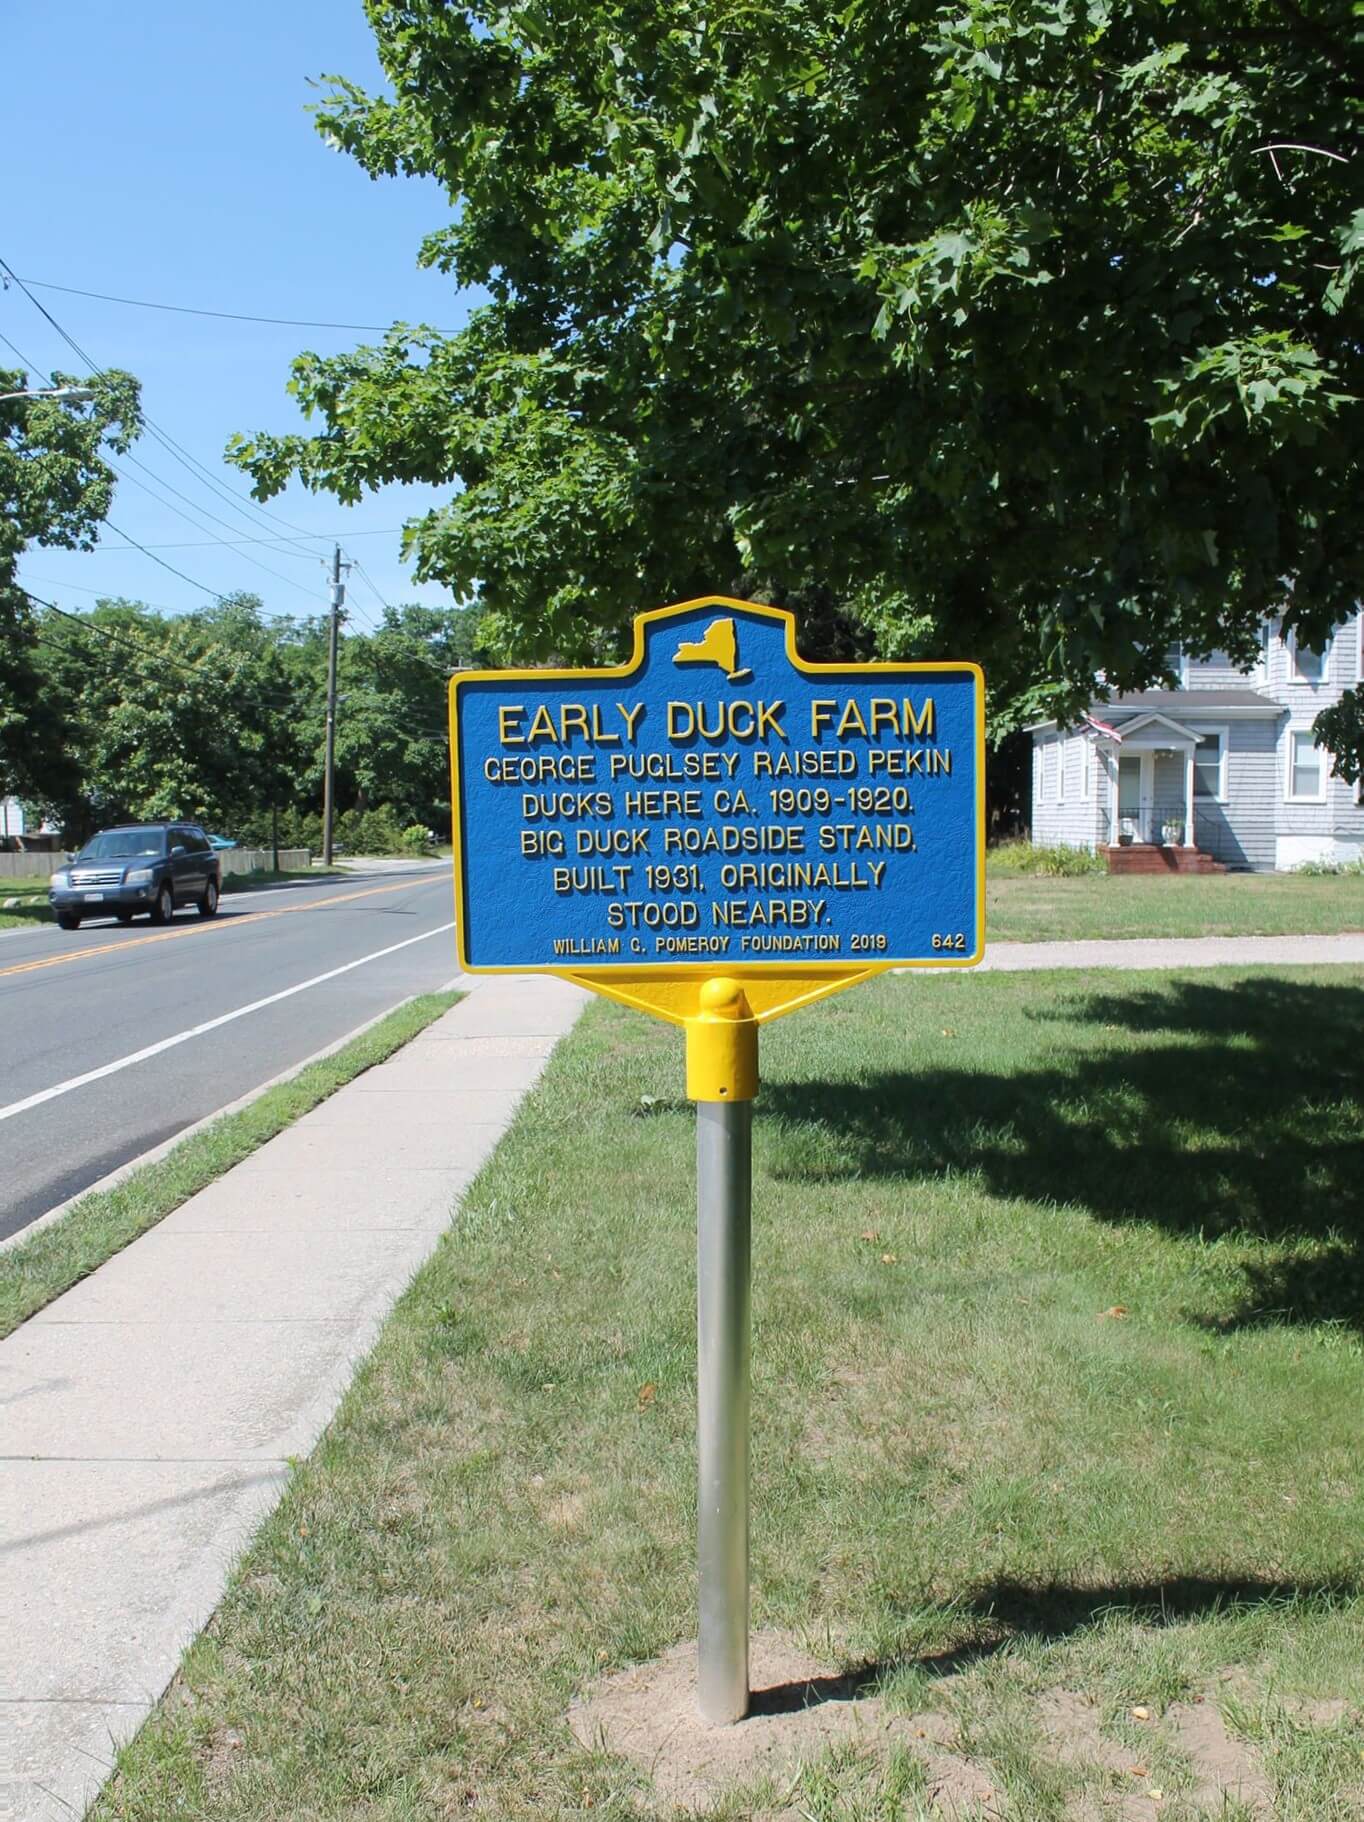 EARLY DUCK FARM
GEORGE PUGLSEY RAISED PEKIN
DUCKS HERE CA. 1909-1920.
BIG DUCK ROADSIDE STAND,
BUILT 1931, ORIGINALLY
STOOD NEARBY.
WILLIAM G. POMEROY FOUNDATION 2019 642